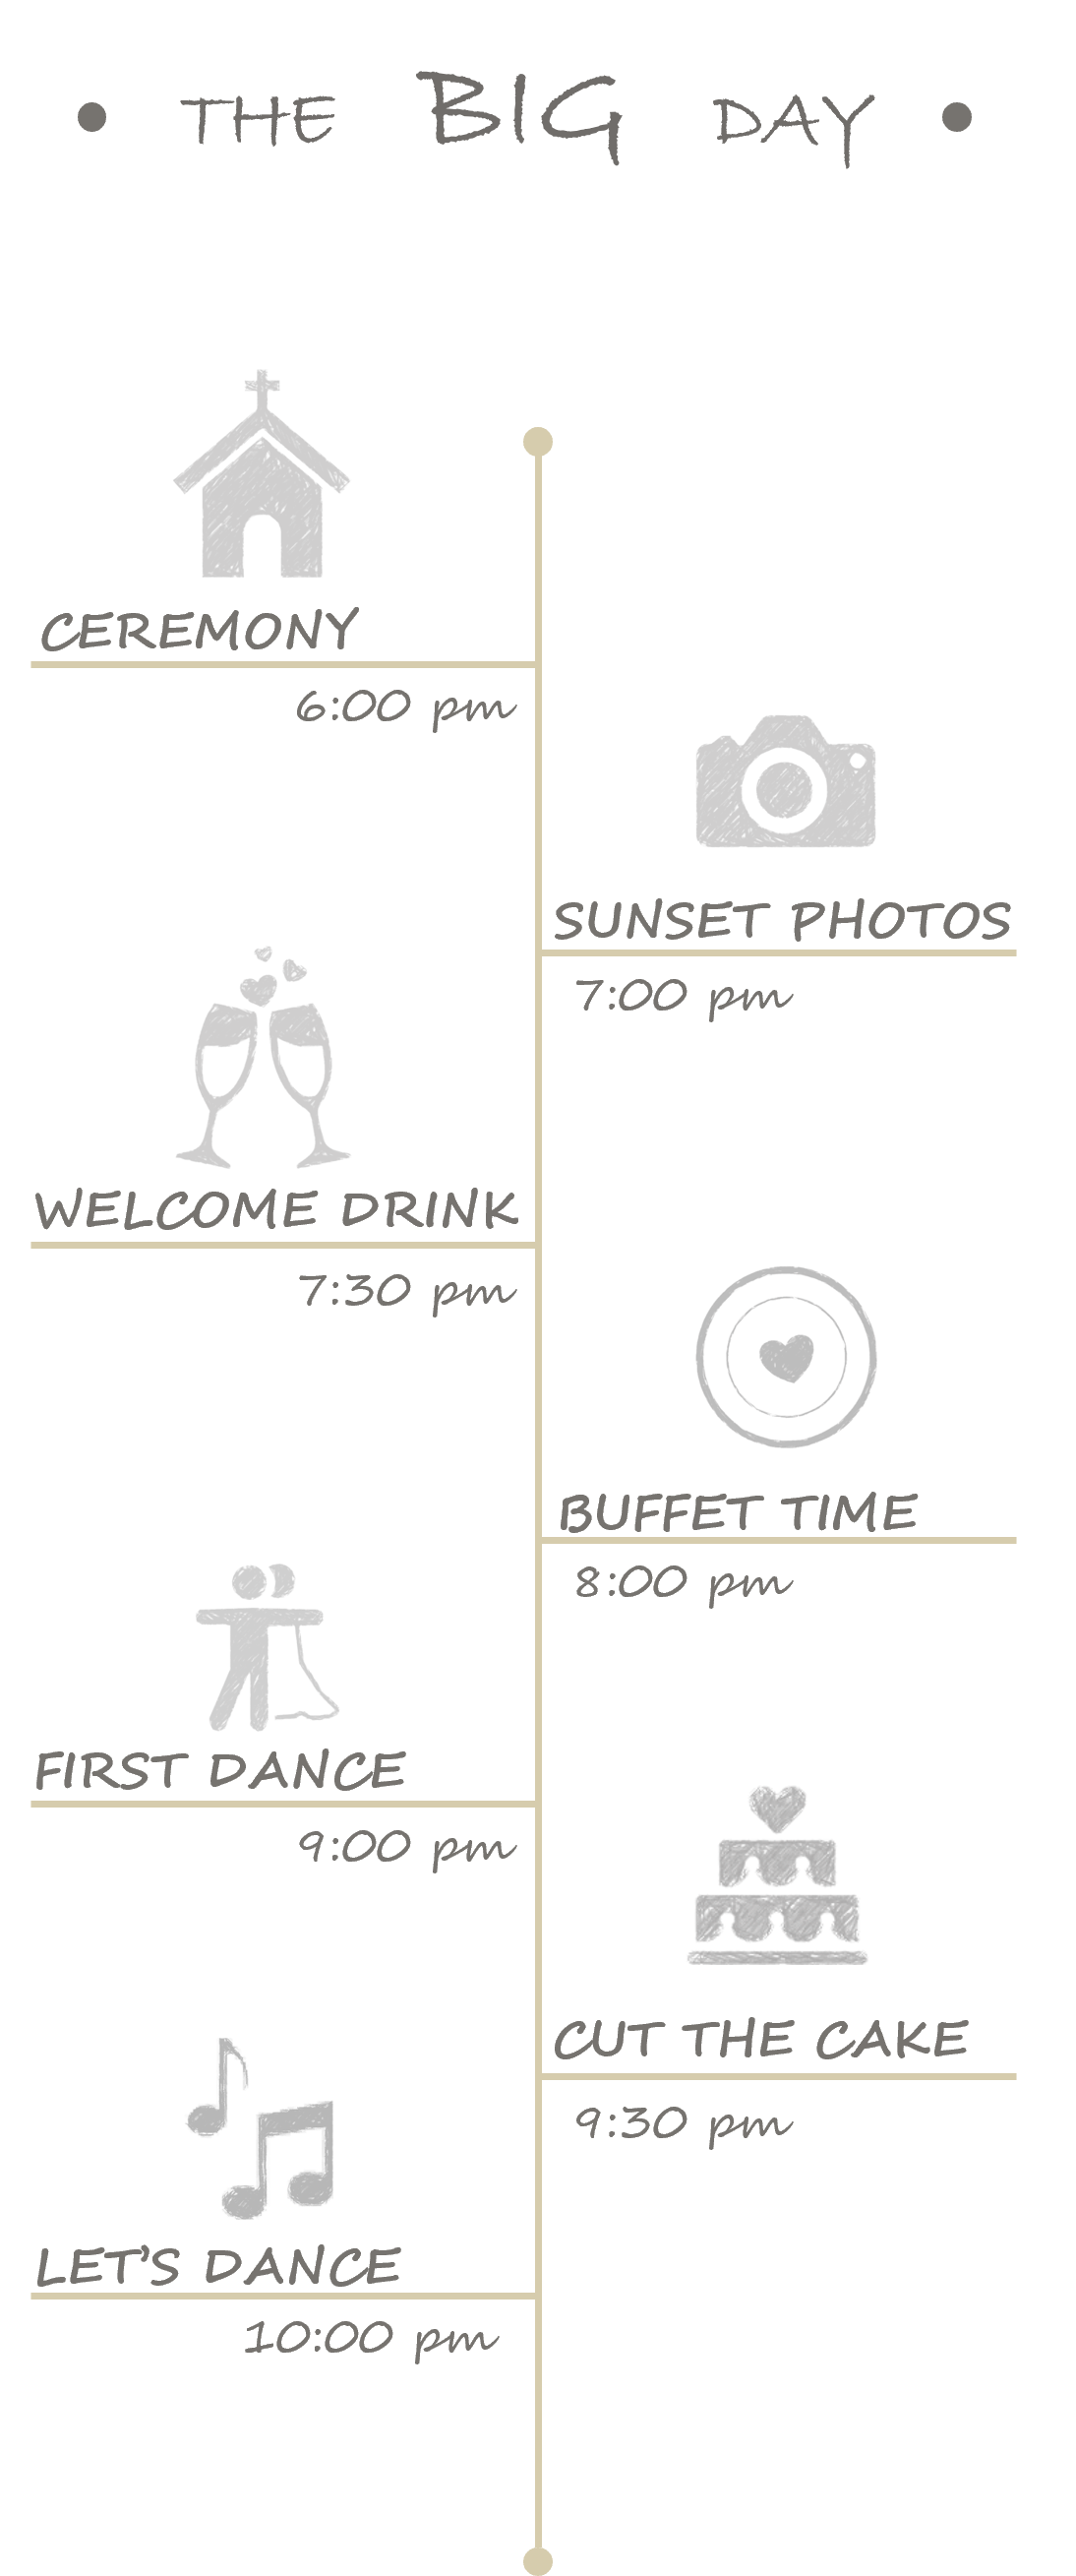 THE BIG DAY
CEREMONY
6:00 pm
SUNSET PHOTOS
7:00 pm
WELCOME DRINK
7:30 pm
BUFFET TIME
8:00 pm
FIRST DANCE
9:00 pm
CUT THE CAKE
9:30 pm
LET'S DANCE
10:00 pm